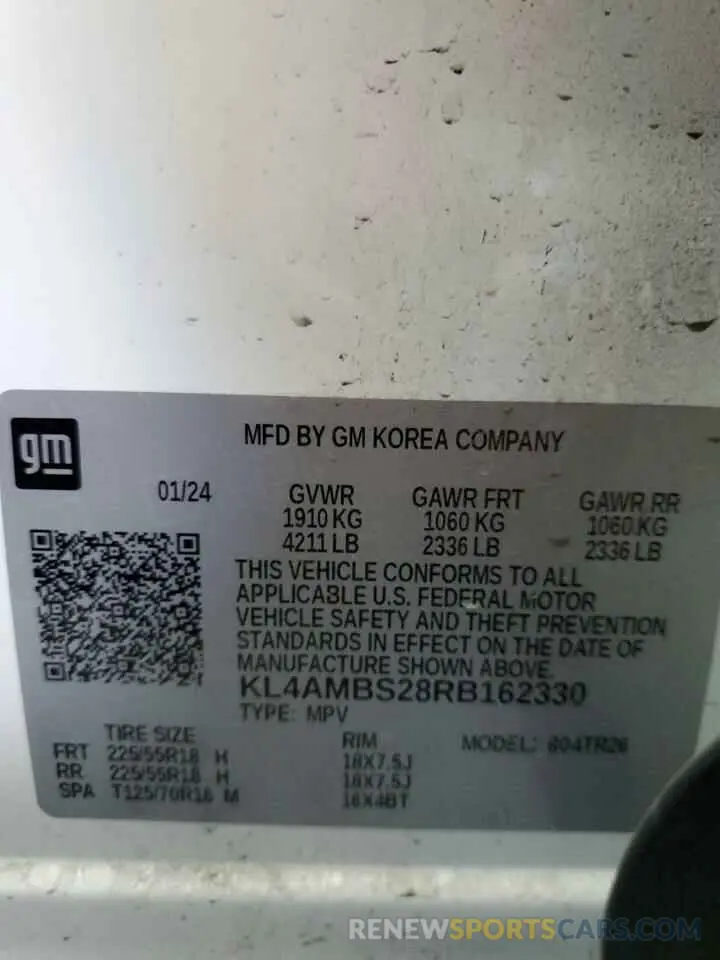 gm
MFD BY GM KOREA COMPANY
01/24
GVWR GAWR FRT GAWR RR
1910 KG 1060 KG 1060 KG
4211 LB 2336 LB 2336 LB
THIS VEHICLE CONFORMS TO ALL
APPLICABLE U.S. FEDERAL MOTOR
VEHICLE SAFETY AND THEFT PREVENTION
STANDARDS IN EFFECT ON THE DATE OF
MANUFACTURE SHOWN ABOVE.
KL4AMBS28RB162330
TYPE: MPV
TIRE SIZE RIM MODEL:
FRT 225/55R18 H 18X7.5J
RR 225/55R18 H 18X7.5J
SPA T125/70R16 M 16X4BT
RENEWSPORTSCARS.COM